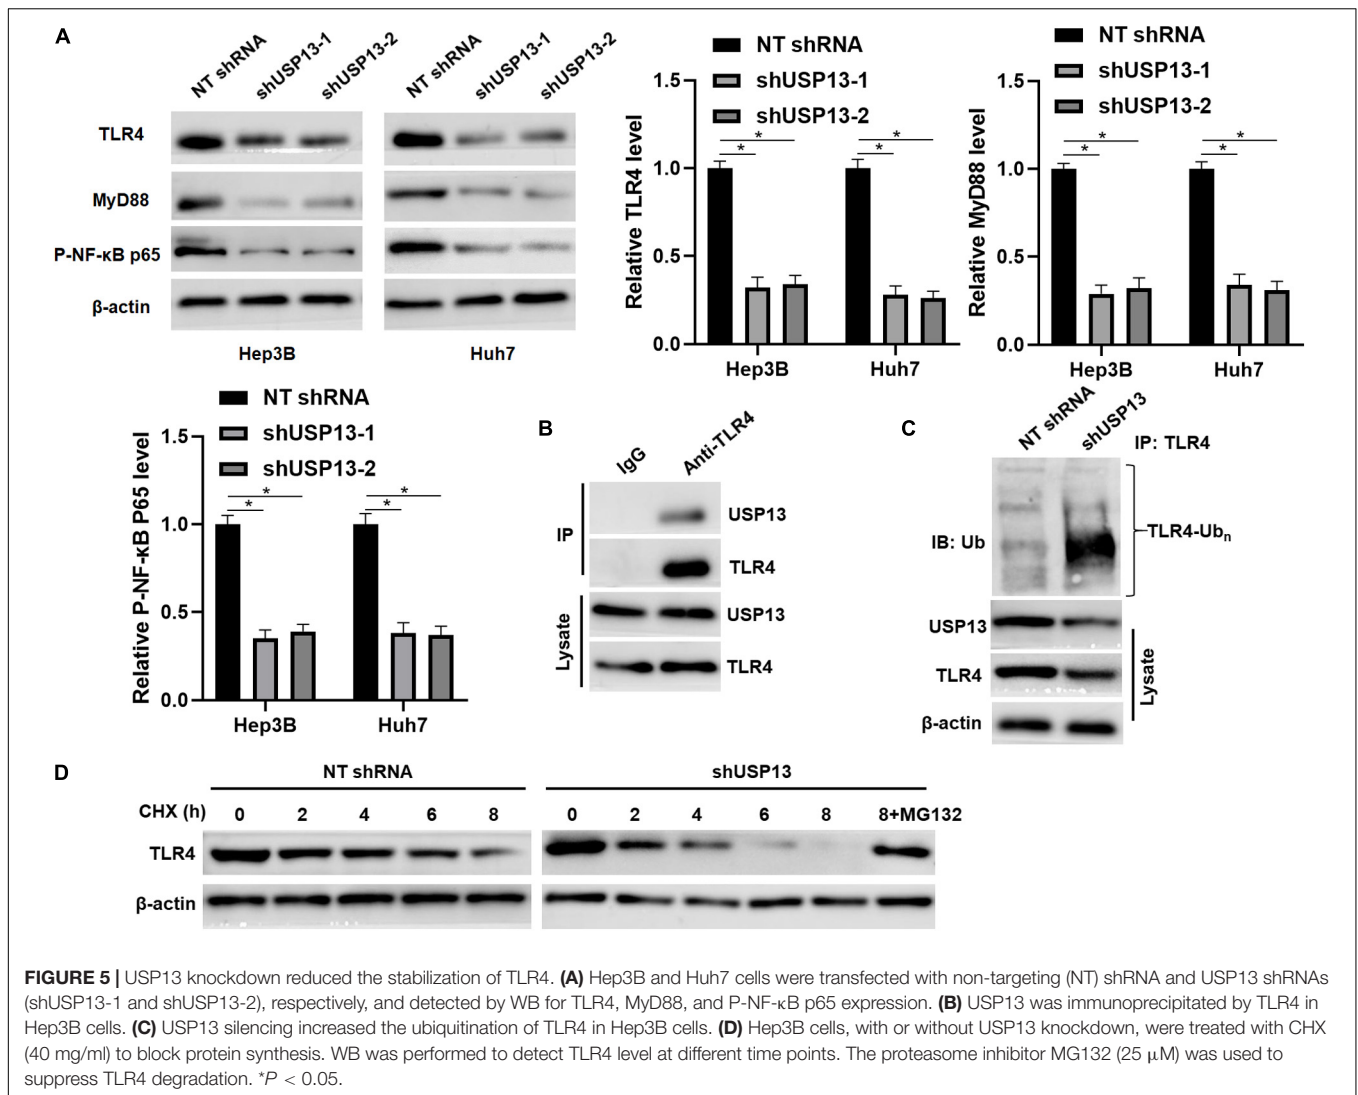 A
NT shRNA
shUSP13-1
shUSP13-2
NT shRNA
shUSP13-1
shUSP13-2
TLR4
MyD88
P-NF-κB p65
β-actin
Hep3B
Huh7
NT shRNA
shUSP13-1
shUSP13-2
Relative TLR4 level
1.5
1.0
0.5
0.0
* * * *
Hep3B Huh7
NT shRNA
shUSP13-1
shUSP13-2
Relative MyD88 level
1.5
1.0
0.5
0.0
* * * *
Hep3B Huh7
NT shRNA
shUSP13-1
shUSP13-2
Relative P-NF-κB P65 level
1.5
1.0
0.5
0.0
* * * *
Hep3B Huh7
B
IgG
Anti-TLR4
IP
USP13
TLR4
Lysate
USP13
TLR4
C
NT shRNA
shUSP13
IP: TLR4
IB: Ub
TLR4-Ubn
USP13
TLR4
β-actin
Lysate
D
NT shRNA
shUSP13
CHX (h) 0 2 4 6 8 0 2 4 6 8 8+MG132
TLR4
β-actin
FIGURE 5 | USP13 knockdown reduced the stabilization of TLR4. (A) Hep3B and Huh7 cells were transfected with non-targeting (NT) shRNA and USP13 shRNAs
(shUSP13-1 and shUSP13-2), respectively, and detected by WB for TLR4, MyD88, and P-NF-κB p65 expression. (B) USP13 was immunoprecipitated by TLR4 in
Hep3B cells. (C) USP13 silencing increased the ubiquitination of TLR4 in Hep3B cells. (D) Hep3B cells, with or without USP13 knockdown, were treated with CHX
(40 mg/ml) to block protein synthesis. WB was performed to detect TLR4 level at different time points. The proteasome inhibitor MG132 (25 μM) was used to
suppress TLR4 degradation. *P < 0.05.